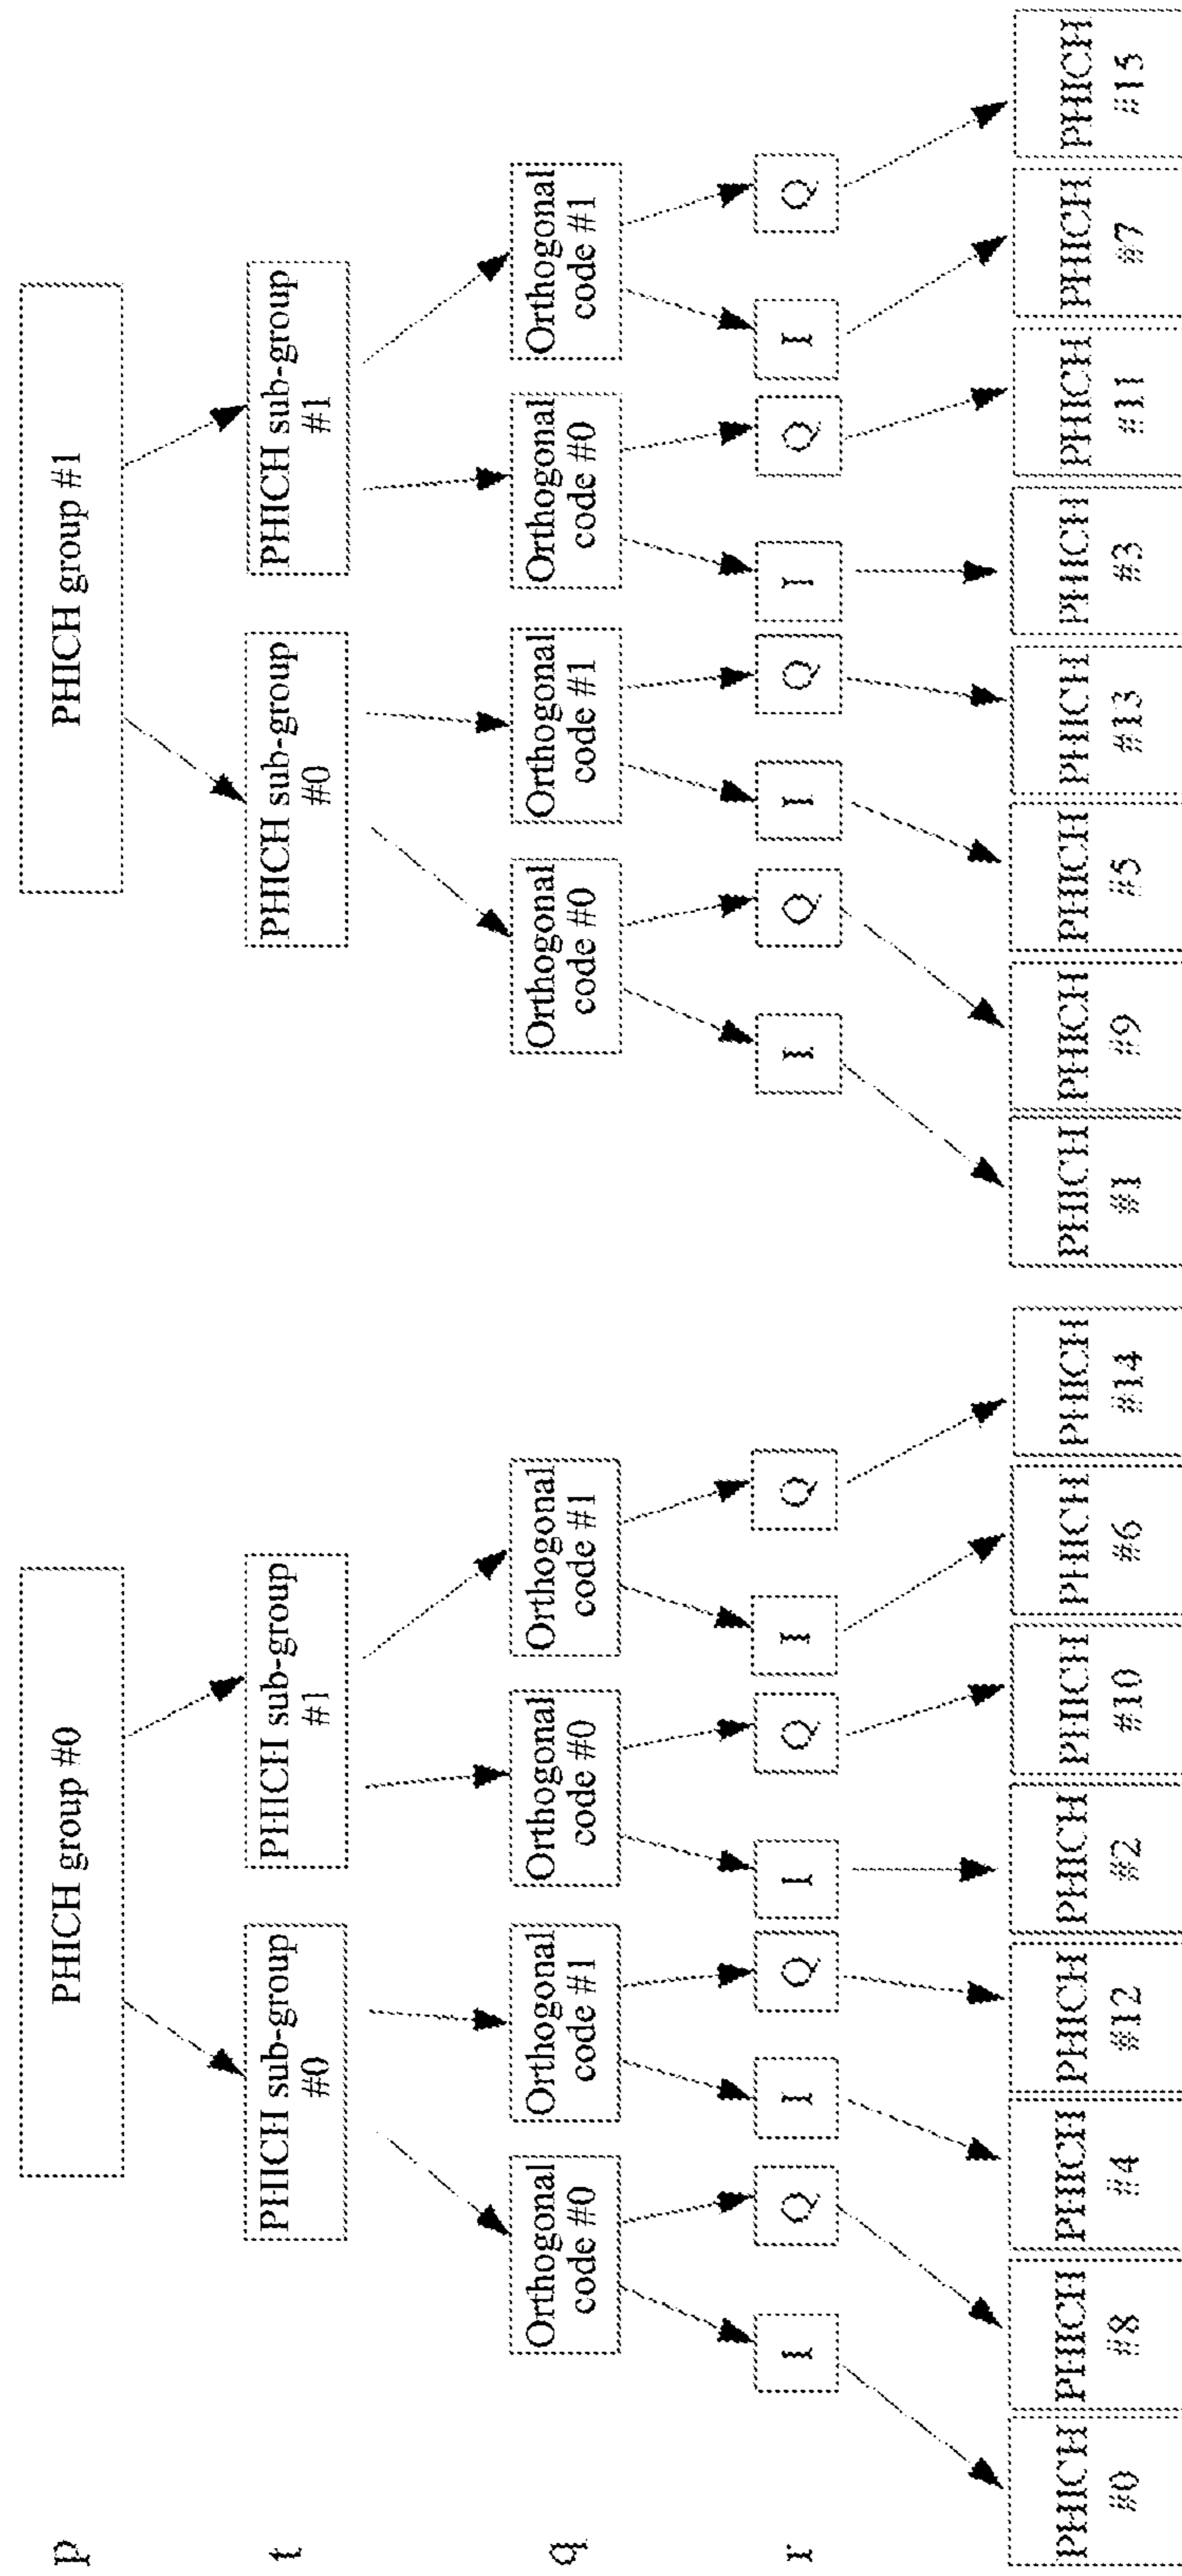 p
PHICH group #0
PHICH group #1
t
PHICH sub-group
#0
PHICH sub-group
#1
PHICH sub-group
#0
PHICH sub-group
#1
q
Orthogonal
code #0
Orthogonal
code #1
Orthogonal
code #0
Orthogonal
code #1
Orthogonal
code #0
Orthogonal
code #1
Orthogonal
code #0
Orthogonal
code #1
r
I
Q
I
Q
I
Q
I
Q
I
Q
I
Q
I
Q
I
Q
PHICH
#0
PHICH
#8
PHICH
#4
PHICH
#12
PHICH
#2
PHICH
#10
PHICH
#6
PHICH
#14
PHICH
#1
PHICH
#9
PHICH
#5
PHICH
#13
PHICH
#3
PHICH
#11
PHICH
#7
PHICH
#15